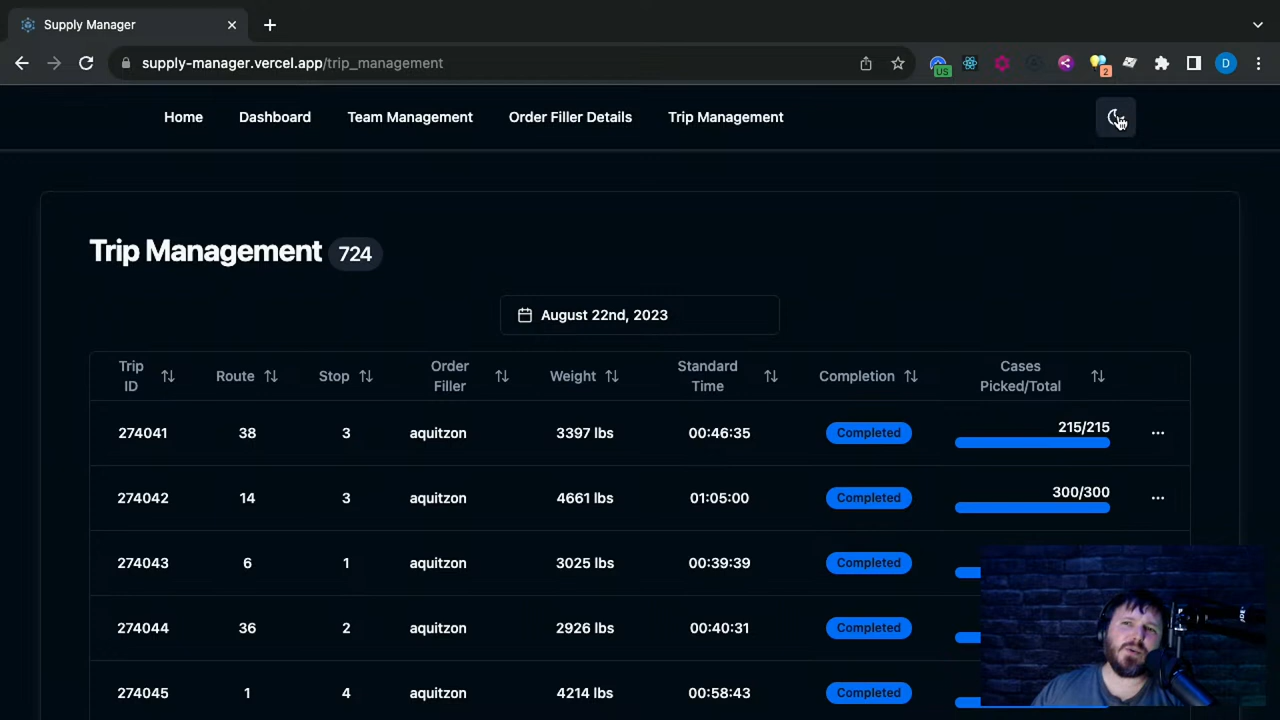 Supply Manager
supply-manager.vercel.app/trip_management
US
2
D
Home Dashboard Team Management Order Filler Details Trip Management
Trip Management 724
August 22nd, 2023
Trip ID Route Stop Order Filler Weight Standard Time Completion Cases Picked/Total
274041 38 3 aquitzon 3397 lbs 00:46:35 Completed 215/215 ...
274042 14 3 aquitzon 4661 lbs 01:05:00 Completed 300/300 ...
274043 6 1 aquitzon 3025 lbs 00:39:39 Completed
274044 36 2 aquitzon 2926 lbs 00:40:31 Completed
274045 1 4 aquitzon 4214 lbs 00:58:43 Completed